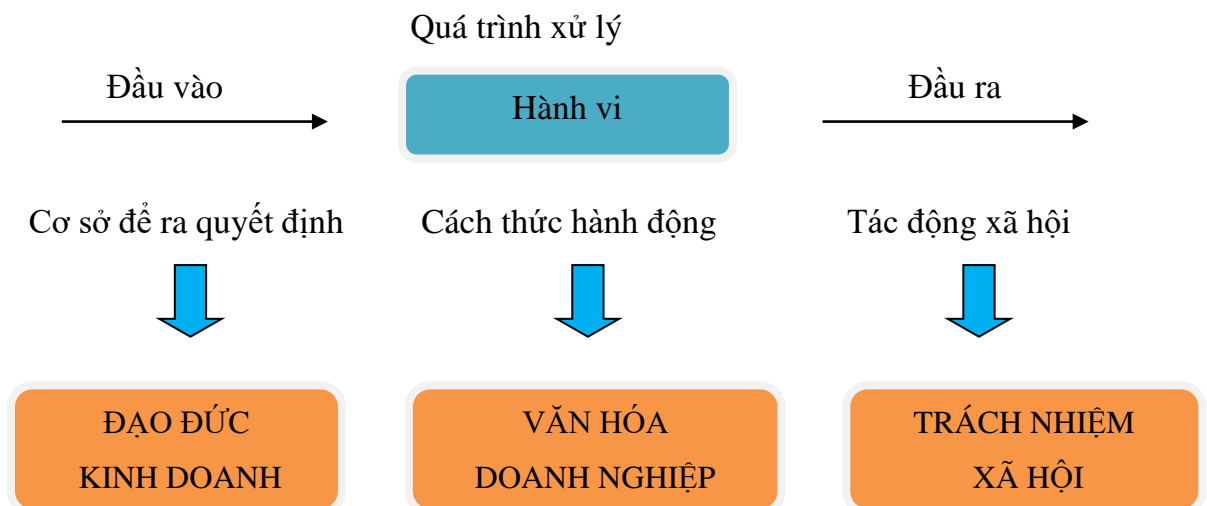 Quá trình xử lý
Đầu vào
Hành vi
Đầu ra
Cơ sở để ra quyết định
Cách thức hành động
Tác động xã hội
ĐẠO ĐỨC
KINH DOANH
VĂN HÓA
DOANH NGHIỆP
TRÁCH NHIỆM
XÃ HỘI